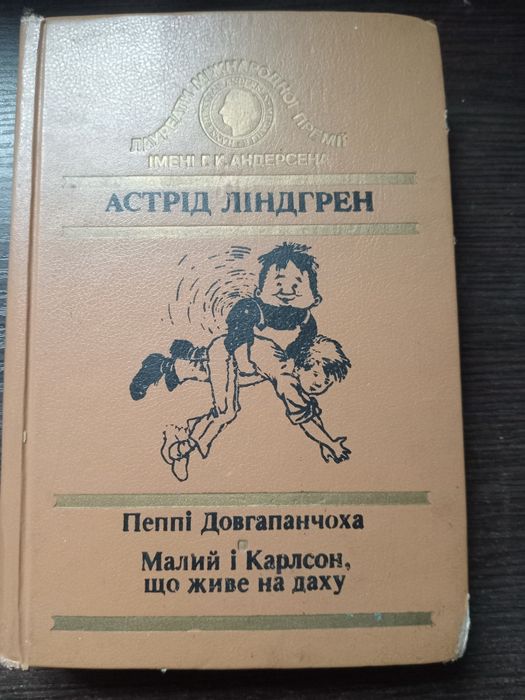 ЛАУРЕАТИ МІЖНАРОДНОЇ ПРЕМІЇ
ІМЕНІ Г. К. АНДЕРСЕНА
АСТРІД ЛІНДГРЕН
Пеппі Довгапанчоха
Малий і Карлсон,
що живе на даху